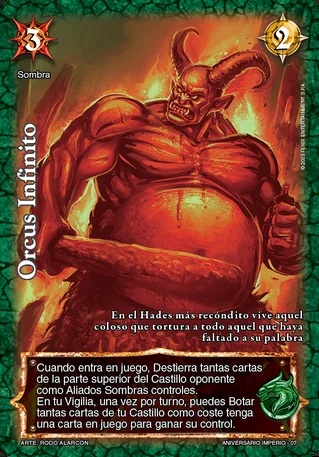 3
2
Sombra
Orcus Infinito
©2023 FENIX ENTERTAINMENT S.P.A.
En el Hades más recóndito vive aquel
coloso que tortura a todo aquel que haya
faltado a su palabra
Cuando entra en juego, Destierra tantas cartas
de la parte superior del Castillo oponente
como Aliados Sombras controles.
En tu Vigilia, una vez por turno, puedes Botar
tantas cartas de tu Castillo como coste tenga
una carta en juego para ganar su control.
ARTE: RODO ALARCÓN
ANIVERSARIO IMPERIO - 07